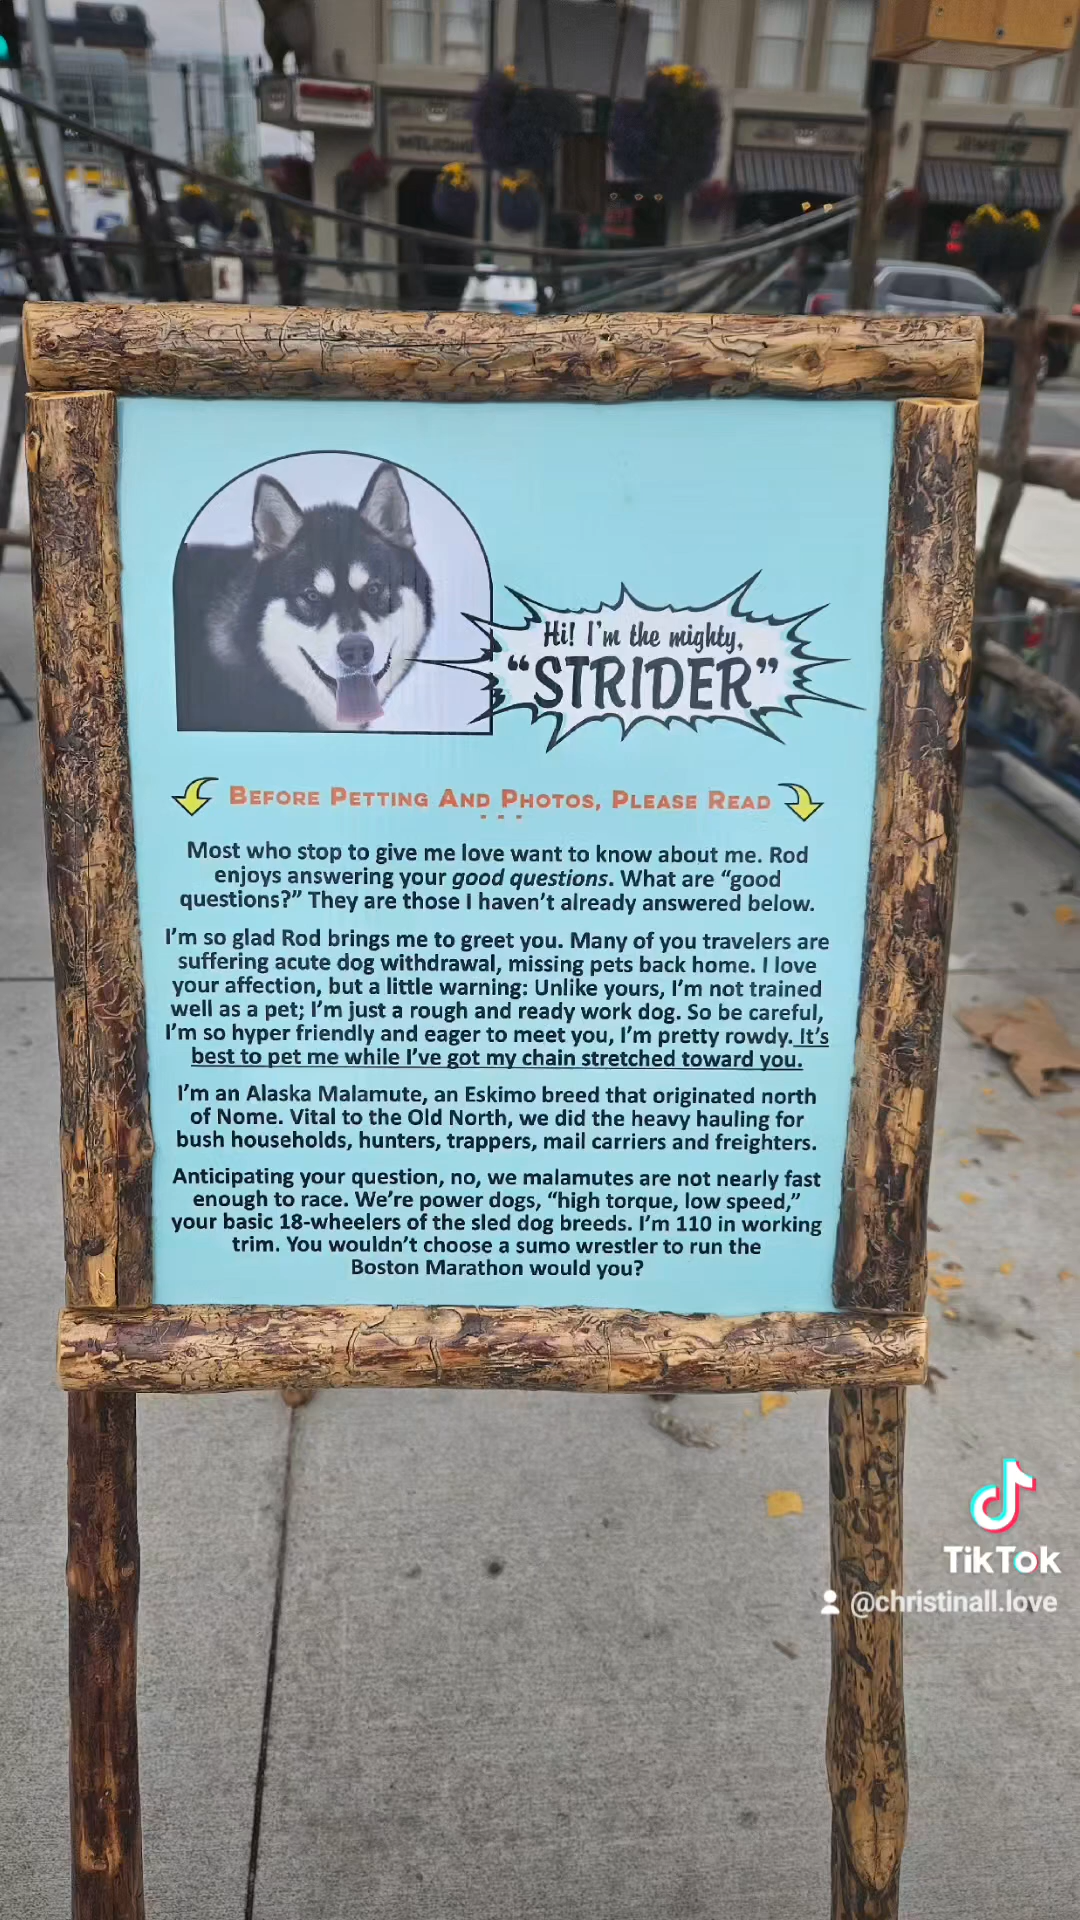 WELCOME
JEWELRY
Hi! I'm the mighty,
“STRIDER”
BEFORE PETTING AND PHOTOS, PLEASE READ
...
Most who stop to give me love want to know about me. Rod
enjoys answering your good questions. What are “good
questions?” They are those I haven't already answered below.
I'm so glad Rod brings me to greet you. Many of you travelers are
suffering acute dog withdrawal, missing pets back home. I love
your affection, but a little warning: Unlike yours, I'm not trained
well as a pet; I'm just a rough and ready work dog. So be careful,
I'm so hyper friendly and eager to meet you, I'm pretty rowdy. It's
best to pet me while I've got my chain stretched toward you.
I'm an Alaska Malamute, an Eskimo breed that originated north
of Nome. Vital to the Old North, we did the heavy hauling for
bush households, hunters, trappers, mail carriers and freighters.
Anticipating your question, no, we malamutes are not nearly fast
enough to race. We're power dogs, “high torque, low speed,”
your basic 18-wheelers of the sled dog breeds. I'm 110 in working
trim. You wouldn't choose a sumo wrestler to run the
Boston Marathon would you?
TikTok
@christinall.love